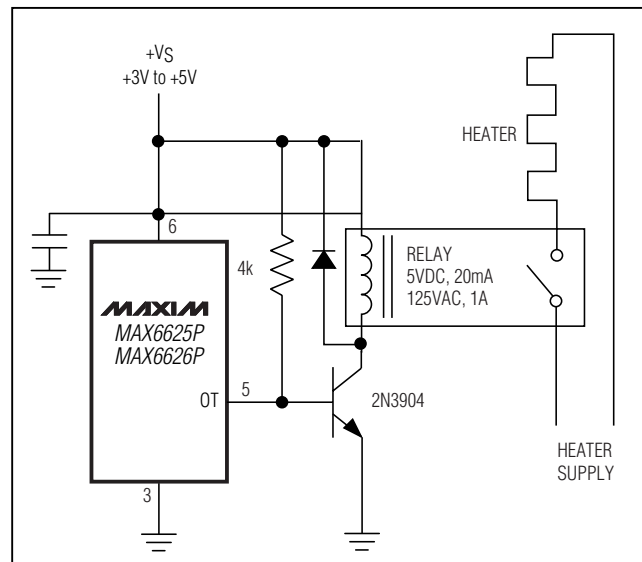 +VS
+3V to +5V
HEATER
6
4k
RELAY
5VDC, 20mA
125VAC, 1A
MAXIM
MAX6625P
MAX6626P
OT
5
2N3904
3
HEATER
SUPPLY